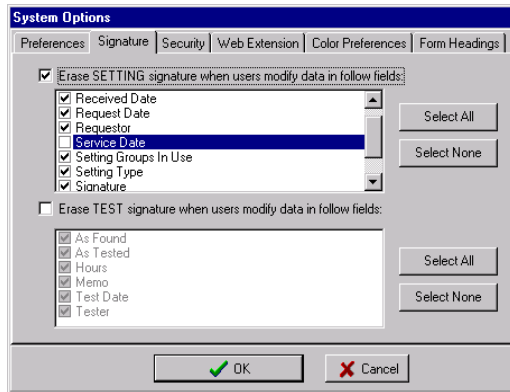 System Options
Preferences Signature Security Web Extension Color Preferences Form Headings
Erase SETTING signature when users modify data in follow fields:
Received Date
Request Date
Requestor
Service Date
Setting Groups In Use
Setting Type
Signature
Select All
Select None
Erase TEST signature when users modify data in follow fields:
As Found
As Tested
Hours
Memo
Test Date
Tester
Select All
Select None
OK Cancel